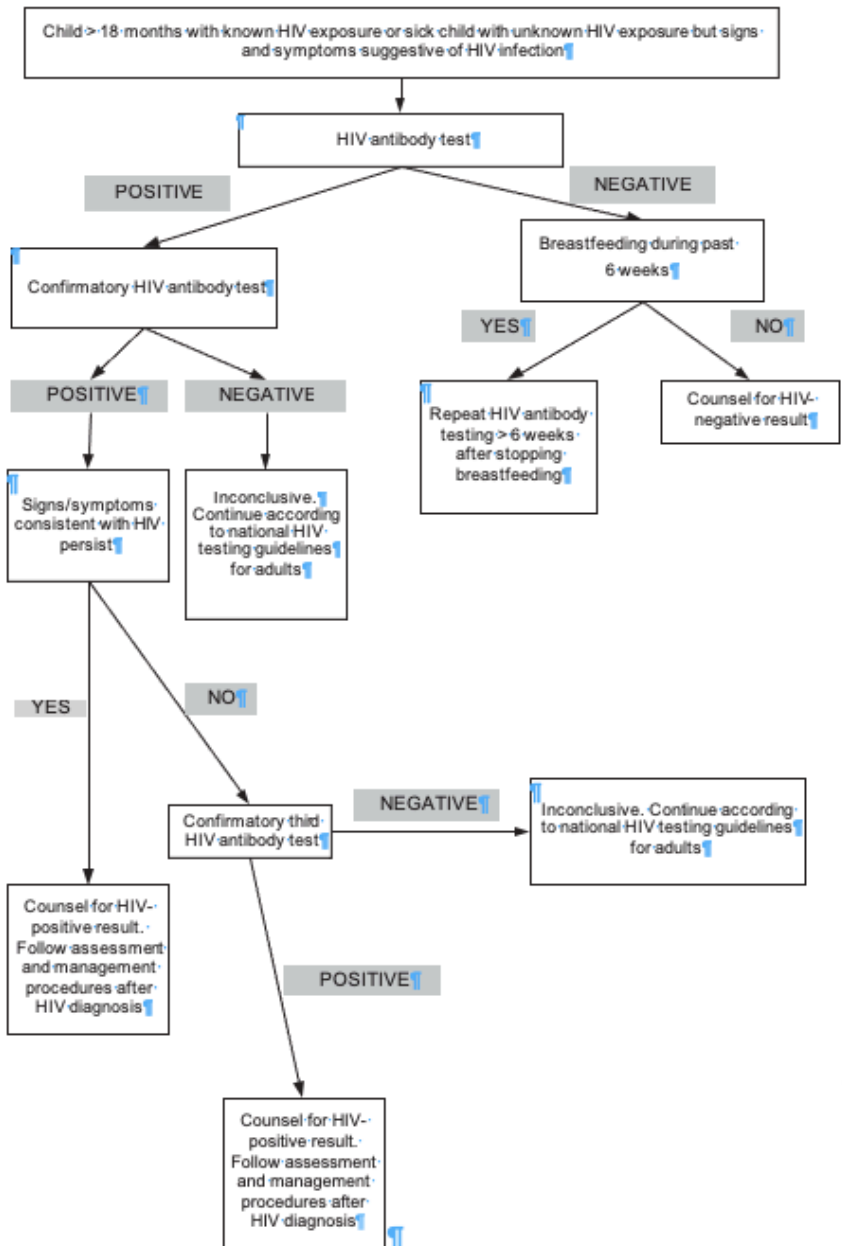 Child > 18 months with known HIV exposure or sick child with unknown HIV exposure but signs
and symptoms suggestive of HIV infection¶
¶
HIV antibody test¶
POSITIVE
NEGATIVE
¶
Confirmatory HIV antibody test¶
Breastfeeding during past
6 weeks¶
YES¶
NO¶
POSITIVE¶
NEGATIVE
¶
Repeat HIV antibody
testing > 6 weeks
after stopping
breastfeeding¶
Counsel for HIV-
negative result¶
¶
Signs/symptoms
consistent with HIV
persist¶
Inconclusive.¶
Continue according
to national HIV
testing guidelines¶
for adults¶
YES
NO¶
Confirmatory third
HIV antibody test¶
NEGATIVE¶
¶
Inconclusive. Continue according
to national HIV testing guidelines¶
for adults¶
Counsel for HIV-
positive result.
Follow assessment
and management
procedures after
HIV diagnosis¶
POSITIVE¶
Counsel for HIV-
positive result.
Follow assessment
and management
procedures after
HIV diagnosis¶
¶